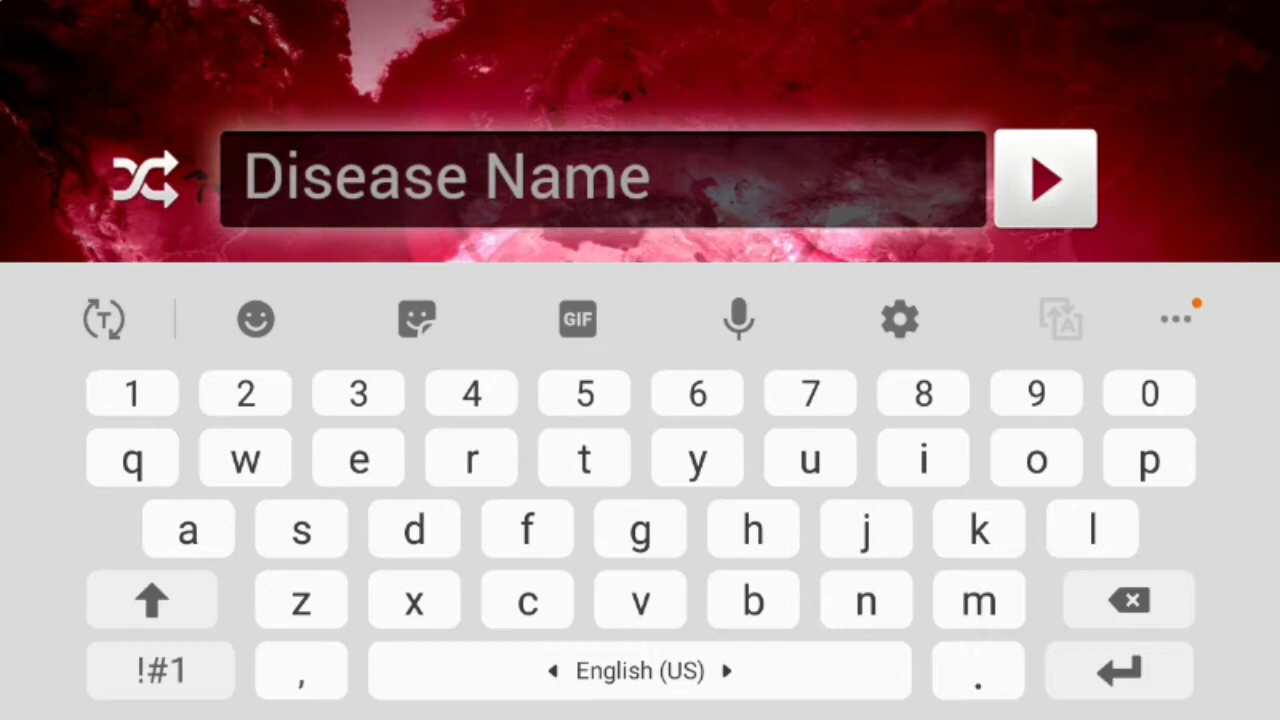 Disease Name
T
GIF
A
1 2 3 4 5 6 7 8 9 0
q w e r t y u i o p
a s d f g h j k l
z x c v b n m
!#1 , English (US) .